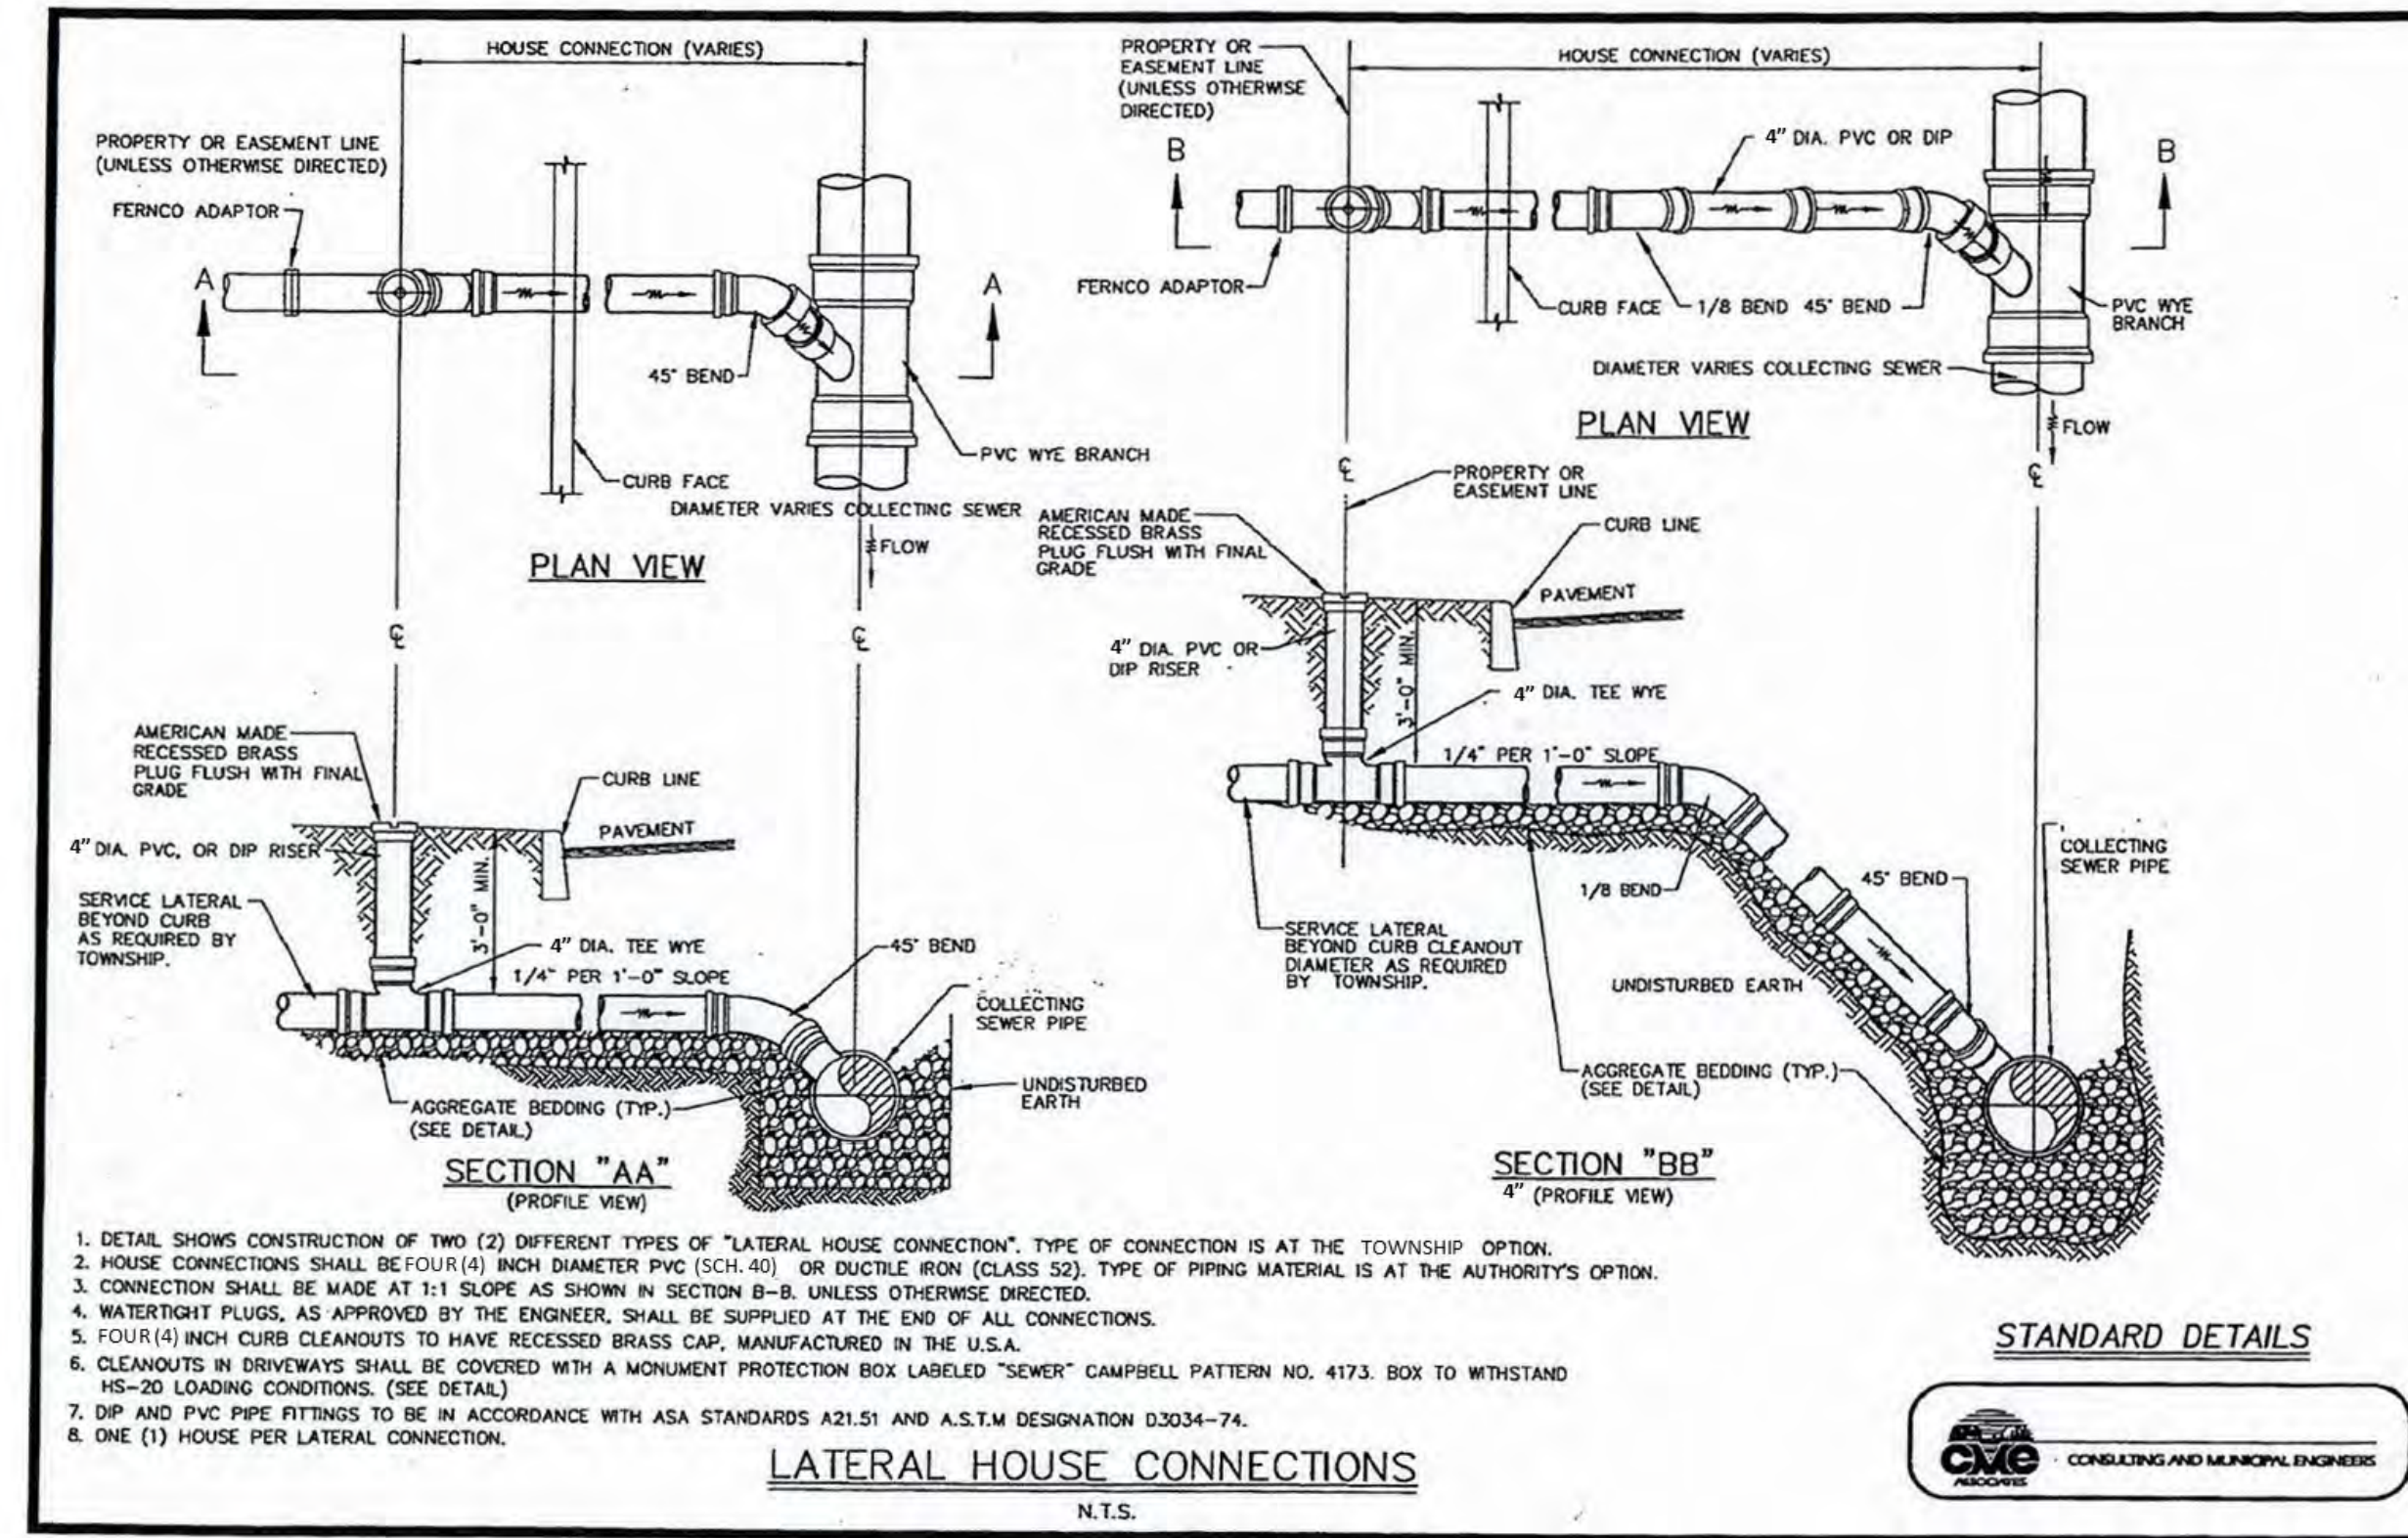 HOUSE CONNECTION (VARIES)
PROPERTY OR EASEMENT LINE
(UNLESS OTHERWISE DIRECTED)
FERNCO ADAPTOR
A
A
45° BEND
PVC WYE BRANCH
CURB FACE
DIAMETER VARIES COLLECTING SEWER
FLOW
PLAN VIEW
℄
℄
AMERICAN MADE
RECESSED BRASS
PLUG FLUSH WITH FINAL
GRADE
CURB LINE
PAVEMENT
4" DIA. PVC. OR DIP RISER
3'-0" MIN.
SERVICE LATERAL
BEYOND CURB
AS REQUIRED BY
TOWNSHIP.
4" DIA. TEE WYE
45° BEND
1/4" PER 1'-0" SLOPE
COLLECTING
SEWER PIPE
UNDISTURBED
EARTH
AGGREGATE BEDDING (TYP.)
(SEE DETAIL)
SECTION "AA"
(PROFILE VIEW)
PROPERTY OR
EASEMENT LINE
(UNLESS OTHERWISE
DIRECTED)
HOUSE CONNECTION (VARIES)
B
B
4" DIA. PVC OR DIP
FERNCO ADAPTOR
CURB FACE
1/8 BEND
45° BEND
PVC WYE
BRANCH
DIAMETER VARIES COLLECTING SEWER
PLAN VIEW
FLOW
℄
℄
PROPERTY OR
EASEMENT LINE
AMERICAN MADE
RECESSED BRASS
PLUG FLUSH WITH FINAL
GRADE
CURB LINE
PAVEMENT
4" DIA. PVC OR
DIP RISER
3'-0" MIN.
4" DIA. TEE WYE
1/4" PER 1'-0" SLOPE
COLLECTING
SEWER PIPE
1/8 BEND
45° BEND
SERVICE LATERAL
BEYOND CURB CLEANOUT
DIAMETER AS REQUIRED
BY TOWNSHIP.
UNDISTURBED EARTH
AGGREGATE BEDDING (TYP.)
(SEE DETAIL)
SECTION "BB"
4" (PROFILE VIEW)
1. DETAIL SHOWS CONSTRUCTION OF TWO (2) DIFFERENT TYPES OF "LATERAL HOUSE CONNECTION". TYPE OF CONNECTION IS AT THE TOWNSHIP OPTION.
2. HOUSE CONNECTIONS SHALL BE FOUR (4) INCH DIAMETER PVC (SCH. 40) OR DUCTILE IRON (CLASS 52). TYPE OF PIPING MATERIAL IS AT THE AUTHORITY'S OPTION.
3. CONNECTION SHALL BE MADE AT 1:1 SLOPE AS SHOWN IN SECTION B-B. UNLESS OTHERWISE DIRECTED.
4. WATERTIGHT PLUGS, AS APPROVED BY THE ENGINEER, SHALL BE SUPPLIED AT THE END OF ALL CONNECTIONS.
5. FOUR (4) INCH CURB CLEANOUTS TO HAVE RECESSED BRASS CAP, MANUFACTURED IN THE U.S.A.
6. CLEANOUTS IN DRIVEWAYS SHALL BE COVERED WITH A MONUMENT PROTECTION BOX LABELED "SEWER" CAMPBELL PATTERN NO. 4173. BOX TO WITHSTAND
HS-20 LOADING CONDITIONS. (SEE DETAIL)
7. DIP AND PVC PIPE FITTINGS TO BE IN ACCORDANCE WITH ASA STANDARDS A21.51 AND A.S.T.M DESIGNATION D3034-74.
8. ONE (1) HOUSE PER LATERAL CONNECTION.
LATERAL HOUSE CONNECTIONS
N.T.S.
STANDARD DETAILS
CME
ASSOCIATES
CONSULTING AND MUNICIPAL ENGINEERS